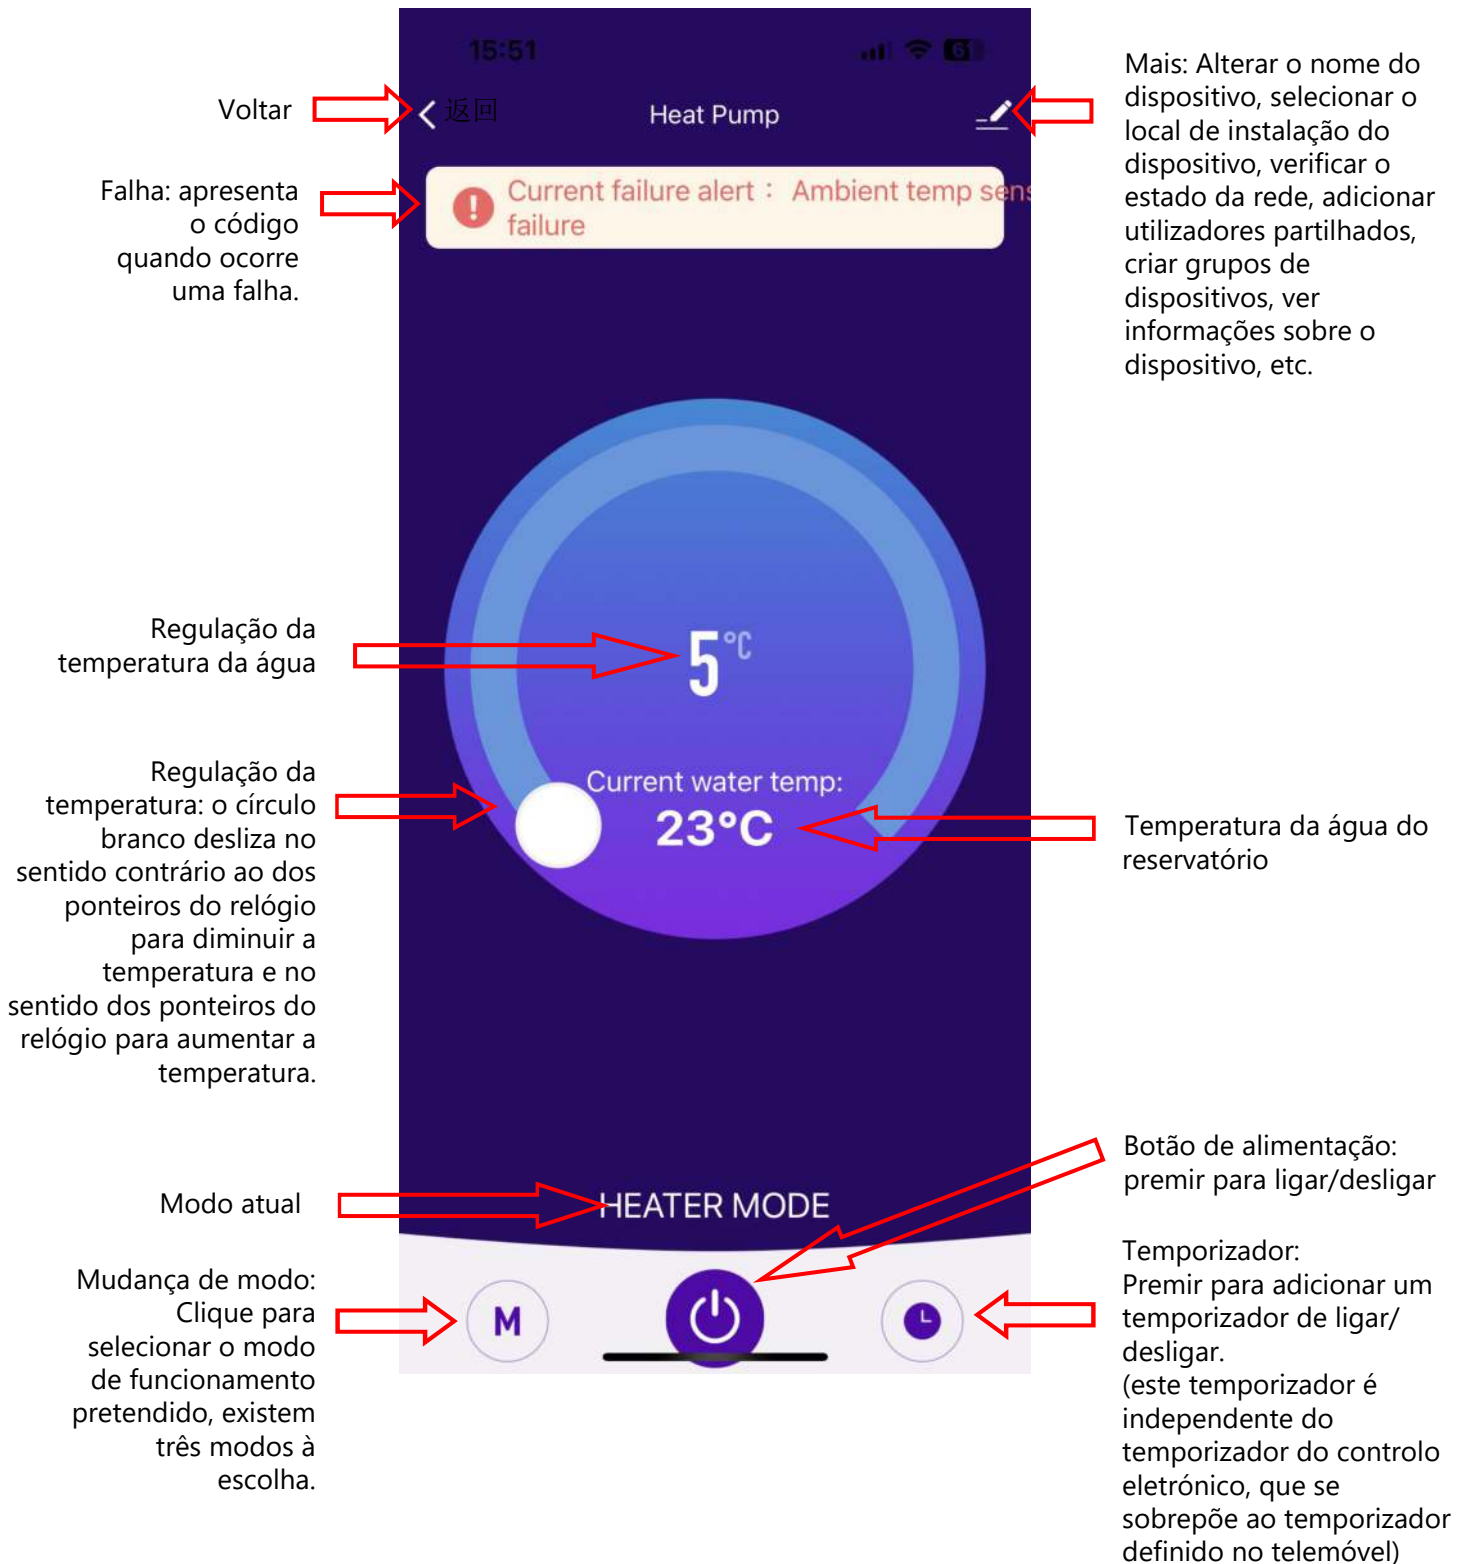 15:51
61
Voltar
返回
Heat Pump
Mais: Alterar o nome do
dispositivo, selecionar o
local de instalação do
dispositivo, verificar o
estado da rede, adicionar
utilizadores partilhados,
criar grupos de
dispositivos, ver
informações sobre o
dispositivo, etc.
Falha: apresenta
o código
quando ocorre
uma falha.
Current failure alert： Ambient temp sens
failure
Regulação da
temperatura da água
5°C
Regulação da
temperatura: o círculo
branco desliza no
sentido contrário ao dos
ponteiros do relógio
para diminuir a
temperatura e no
sentido dos ponteiros do
relógio para aumentar a
temperatura.
Current water temp:
23°C
Temperatura da água do
reservatório
Modo atual
HEATER MODE
Botão de alimentação:
premir para ligar/desligar
Mudança de modo:
Clique para
selecionar o modo
de funcionamento
pretendido, existem
três modos à
escolha.
M
Temporizador:
Premir para adicionar um
temporizador de ligar/
desligar.
(este temporizador é
independente do
temporizador do controlo
eletrónico, que se
sobrepõe ao temporizador
definido no telemóvel)